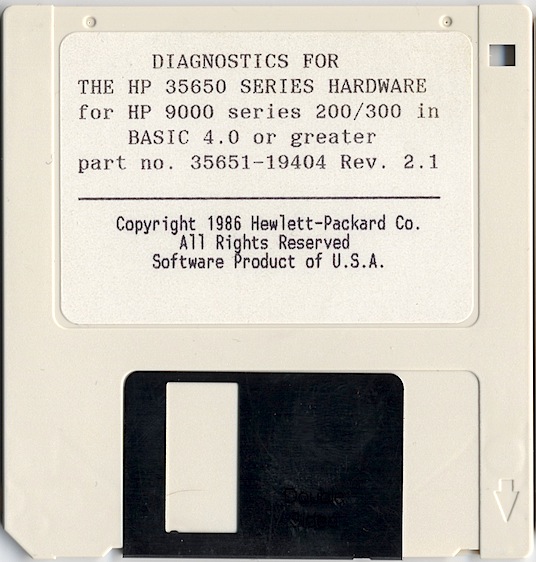 DIAGNOSTICS FOR
THE HP 35650 SERIES HARDWARE
for HP 9000 series 200/300 in
BASIC 4.0 or greater
part no. 35651-19404 Rev. 2.1
Copyright 1986 Hewlett-Packard Co.
All Rights Reserved
Software Product of U.S.A.